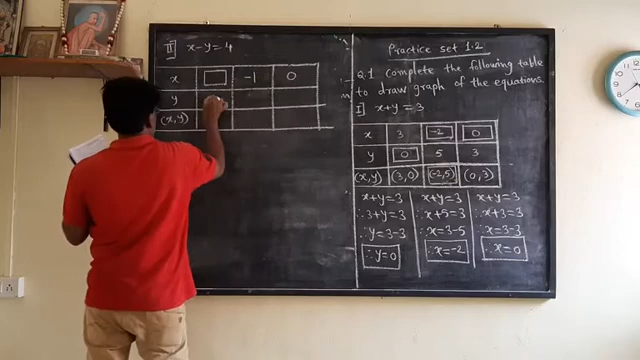 II] x-y=4
x □ -1 0
y
(x,y)
Practice set 1.2
Q.1 Complete the following table
to draw graph of the equations.
I] x+y=3
x 3 -2 0
y 0 5 3
(x,y) (3,0) (-2,5) (0,3)
x+y=3 x+y=3 x+y=3
∴3+y=3 ∴x+5=3 ∴x+3=3
∴y=3-3 ∴x=3-5 ∴x=3-3
∴y=0 ∴x=-2 ∴x=0